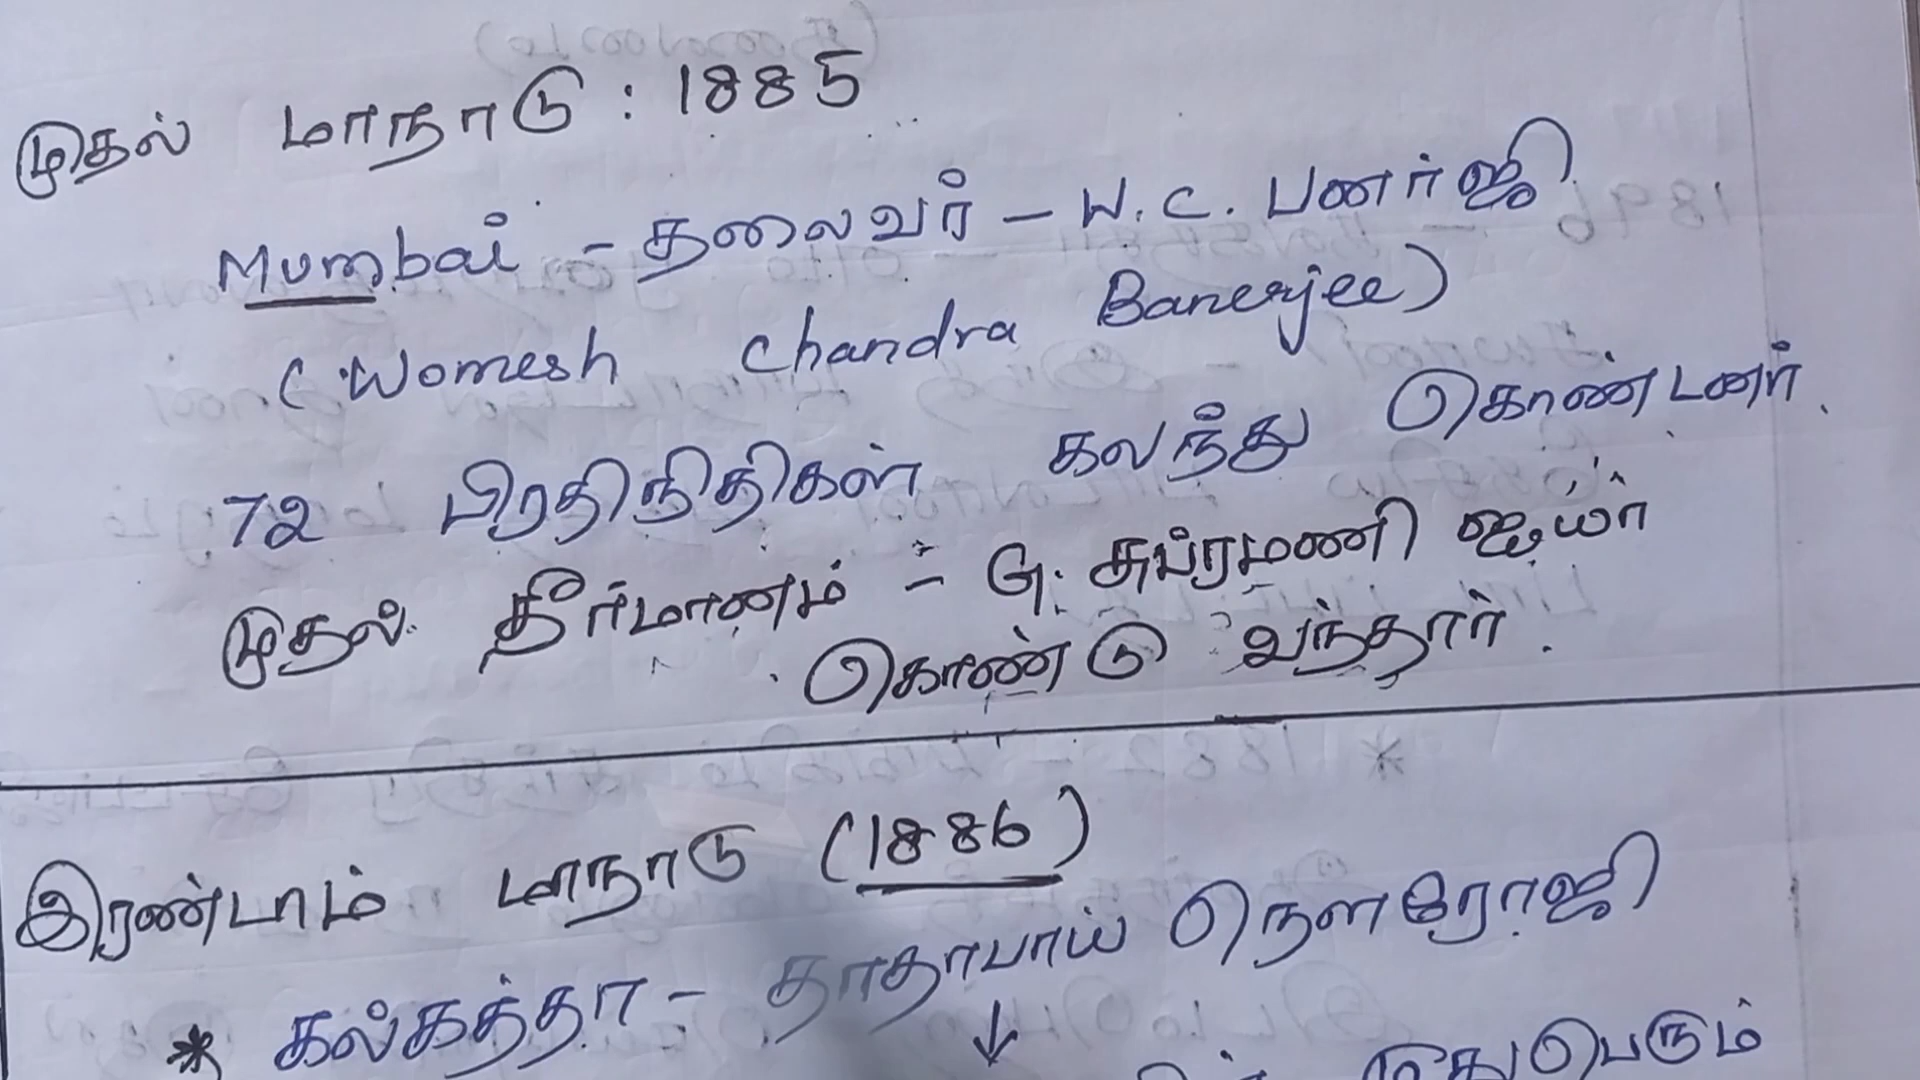 முதல் மாநாடு : 1885
Mumbai - தலைவர் - W. C. பனர்ஜி
(Womesh Chandra Banerjee)
72 பிரதிநிதிகள் கலந்து கொண்டனர்.
முதல் தீர்மானம் - G. சுப்ரமணி ஐயர்
கொண்டு வந்தார்.
இரண்டாம் மாநாடு (1886)
* கல்கத்தா - தாதாபாய் நௌரோஜி
↓
முதுபெரும்